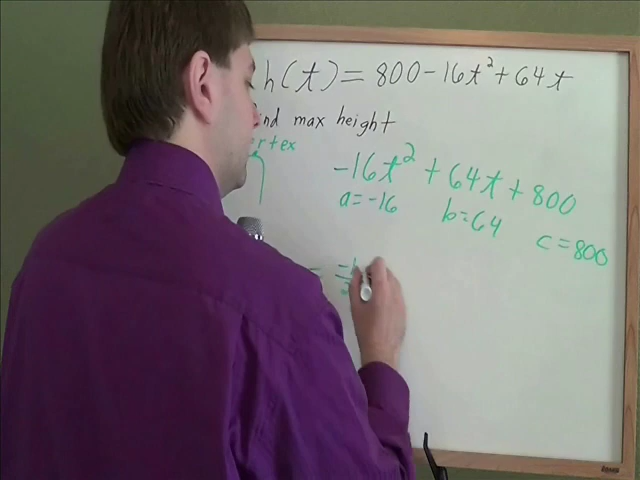 h(t) = 800 - 16t² + 64t
nd max height
rtex
-16t² + 64t + 800
a = -16 b = 64 c = 800
= -b